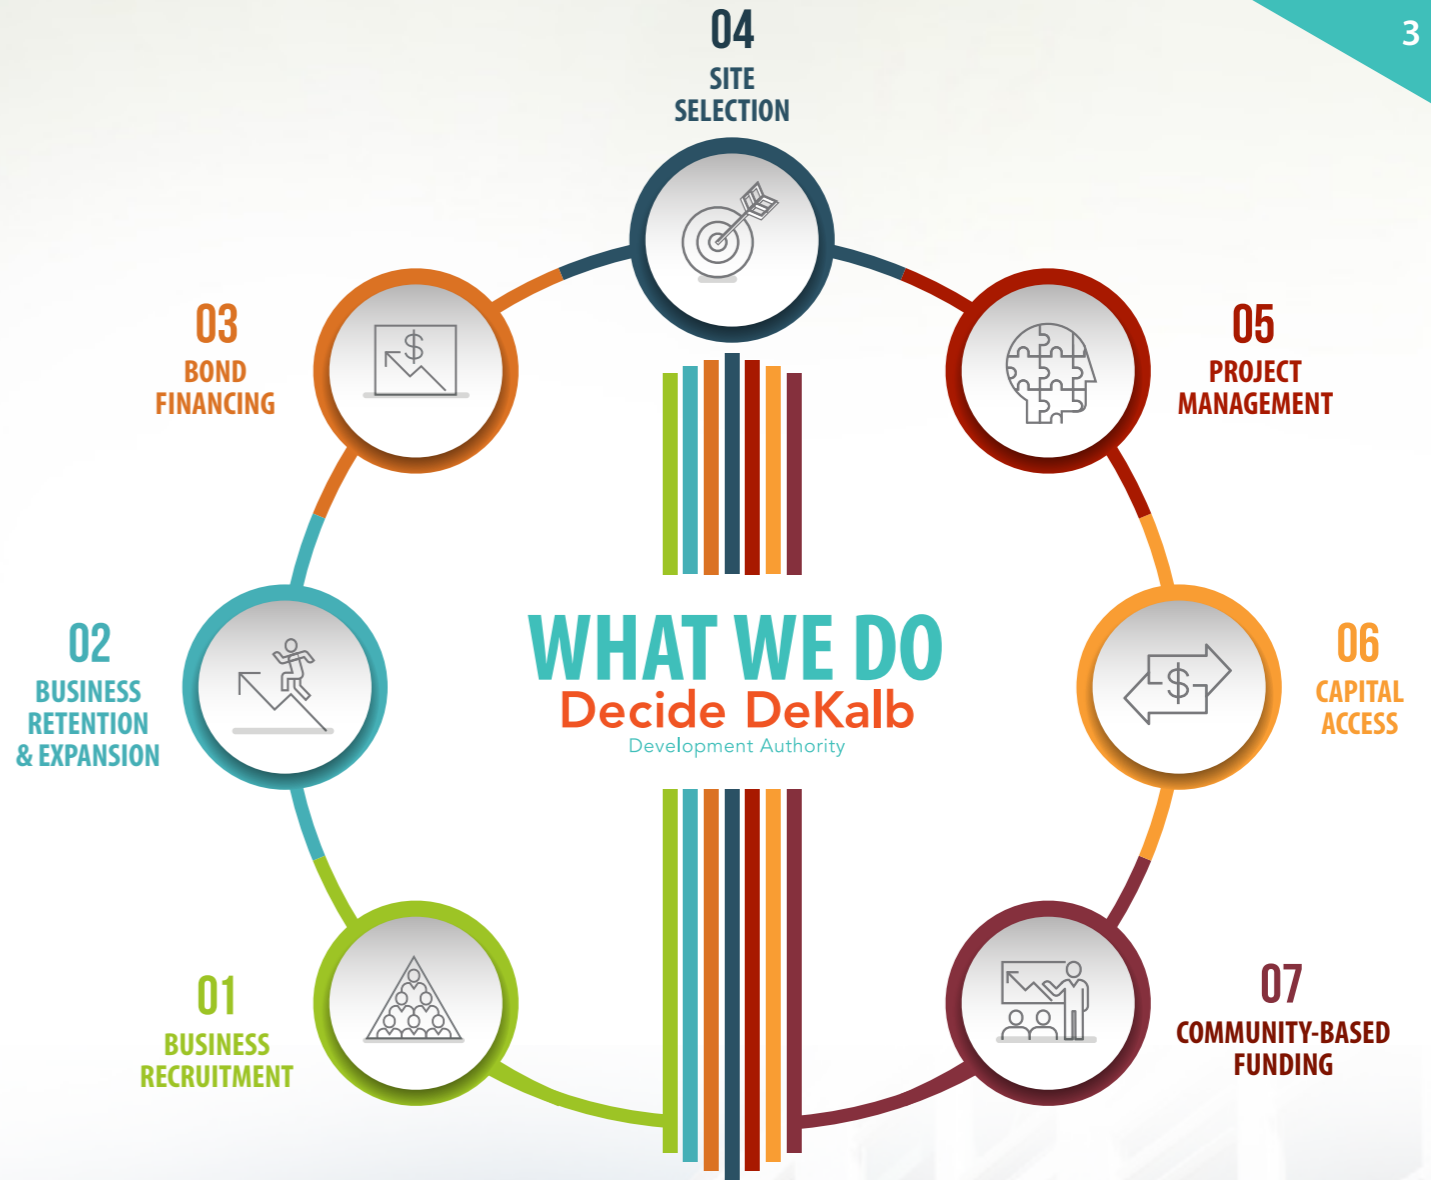 3
04
SITE
SELECTION
03
BOND
FINANCING
$
05
PROJECT
MANAGEMENT
02
BUSINESS
RETENTION
& EXPANSION
WHAT WE DO
Decide DeKalb
Development Authority
06
CAPITAL
ACCESS
$
01
BUSINESS
RECRUITMENT
07
COMMUNITY-BASED
FUNDING